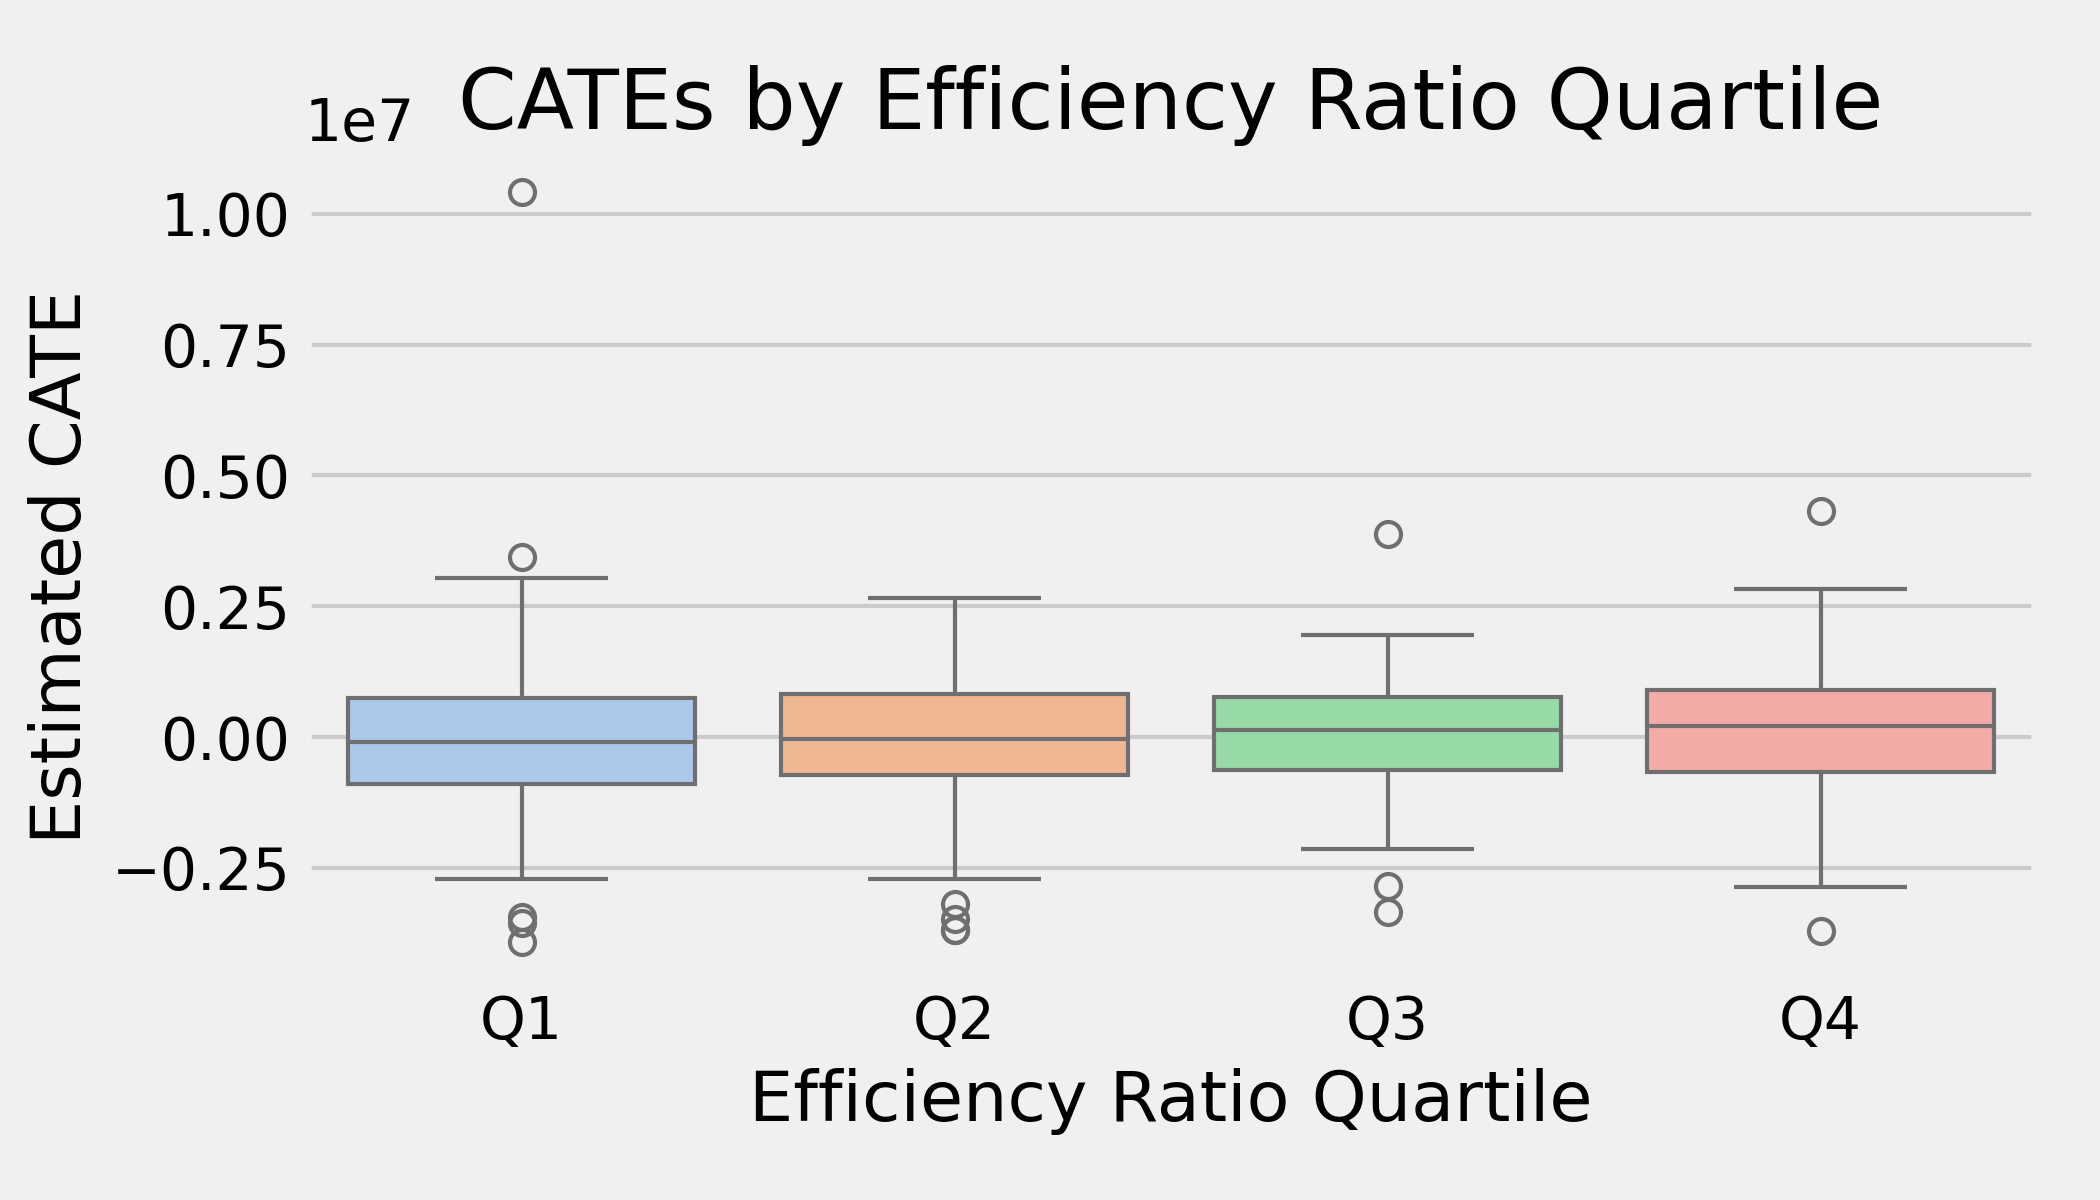 CATEs by Efficiency Ratio Quartile
1e7
1.00
0.75
0.50
0.25
0.00
−0.25
Estimated CATE
Q1 Q2 Q3 Q4
Efficiency Ratio Quartile